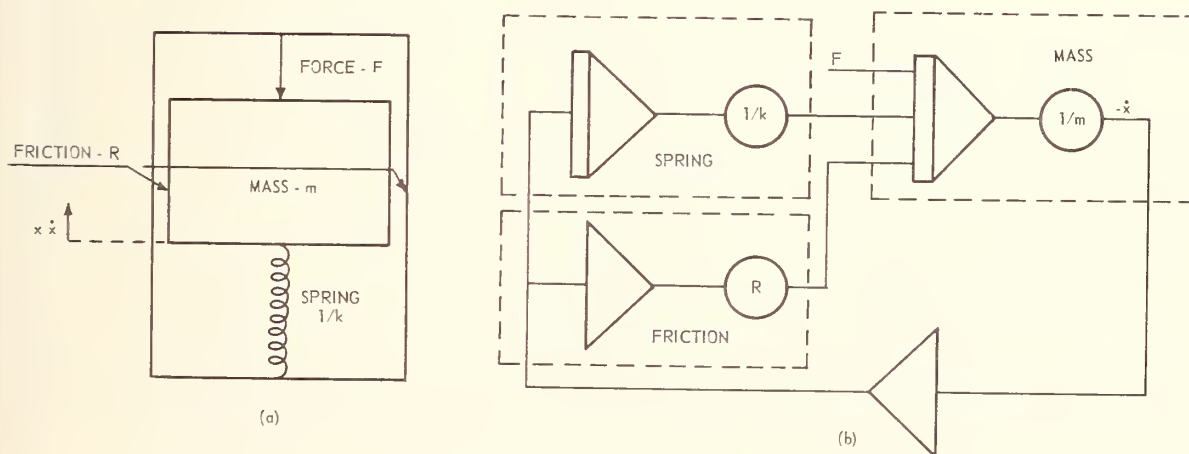 FORCE - F
FRICTION - R
MASS - m
x ẋ
SPRING
1/k
(a)
F
MASS
1/k
1/m
-ẋ
SPRING
R
FRICTION
(b)